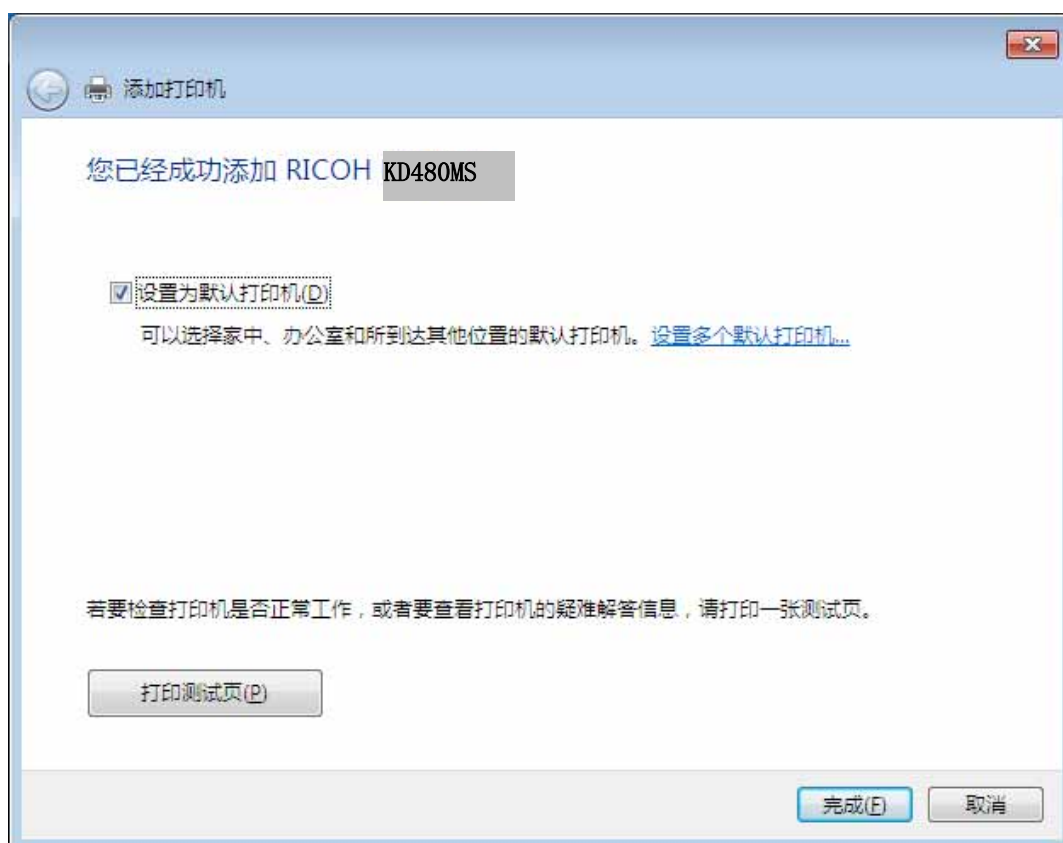 添加打印机
您已经成功添加 RICOH KD480MS
设置为默认打印机(D)
可以选择家中、办公室和所到达其他位置的默认打印机。设置多个默认打印机...
若要检查打印机是否正常工作，或者要查看打印机的疑难解答信息，请打印一张测试页。
打印测试页(P)
完成(F) 取消